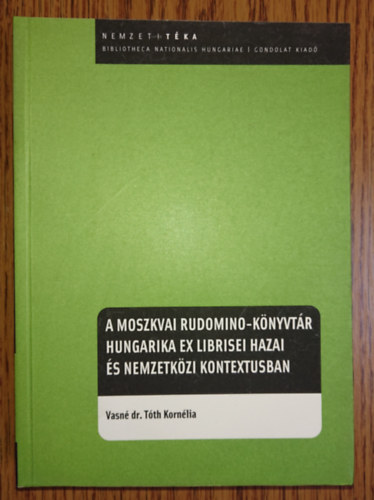 NEMZETI TÉKA
BIBLIOTHECA NATIONALIS HUNGARIAE | GONDOLAT KIADÓ
A MOSZKVAI RUDOMINO-KÖNYVTÁR
HUNGARIKA EX LIBRISEI HAZAI
ÉS NEMZETKÖZI KONTEXTUSBAN
Vasné dr. Tóth Kornélia